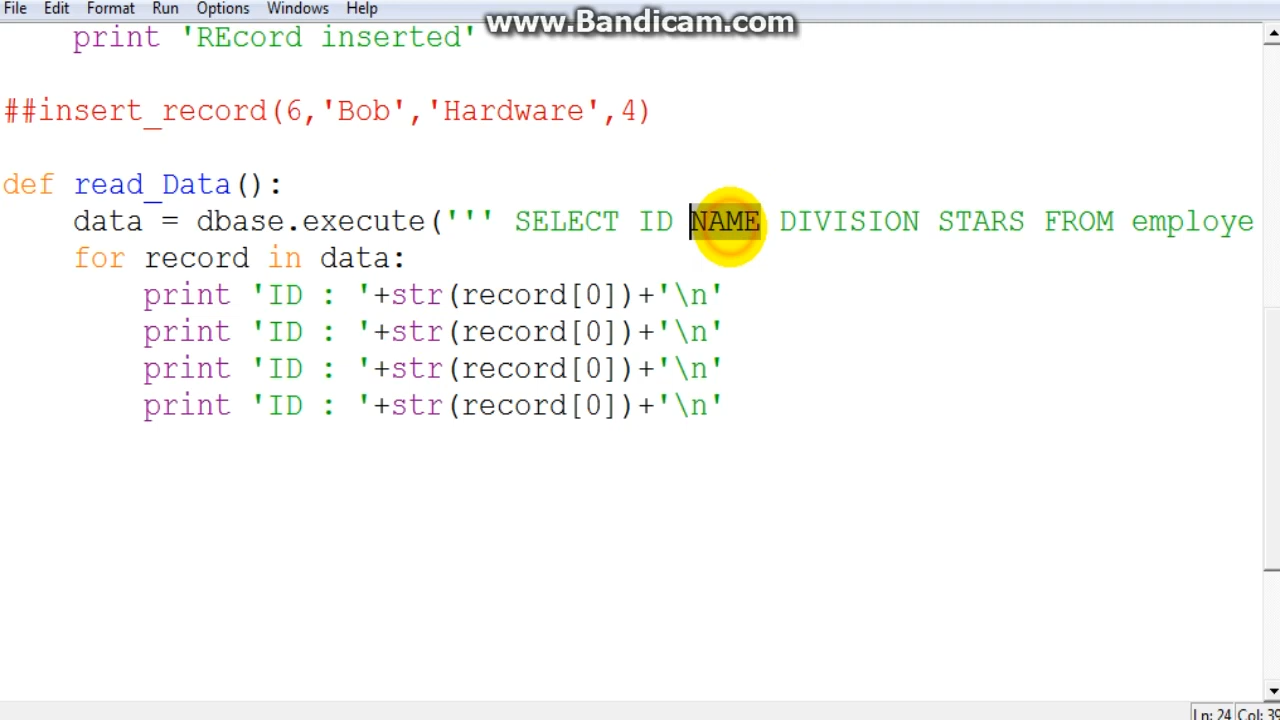 File Edit Format Run Options Windows Help
www.Bandicam.com
print 'REcord inserted'
##insert_record(6,'Bob','Hardware',4)
def read_Data():
data = dbase.execute(''' SELECT ID NAME DIVISION STARS FROM employe
for record in data:
print 'ID : '+str(record[0])+'\n'
print 'ID : '+str(record[0])+'\n'
print 'ID : '+str(record[0])+'\n'
print 'ID : '+str(record[0])+'\n'
Ln: 24 Col: 39